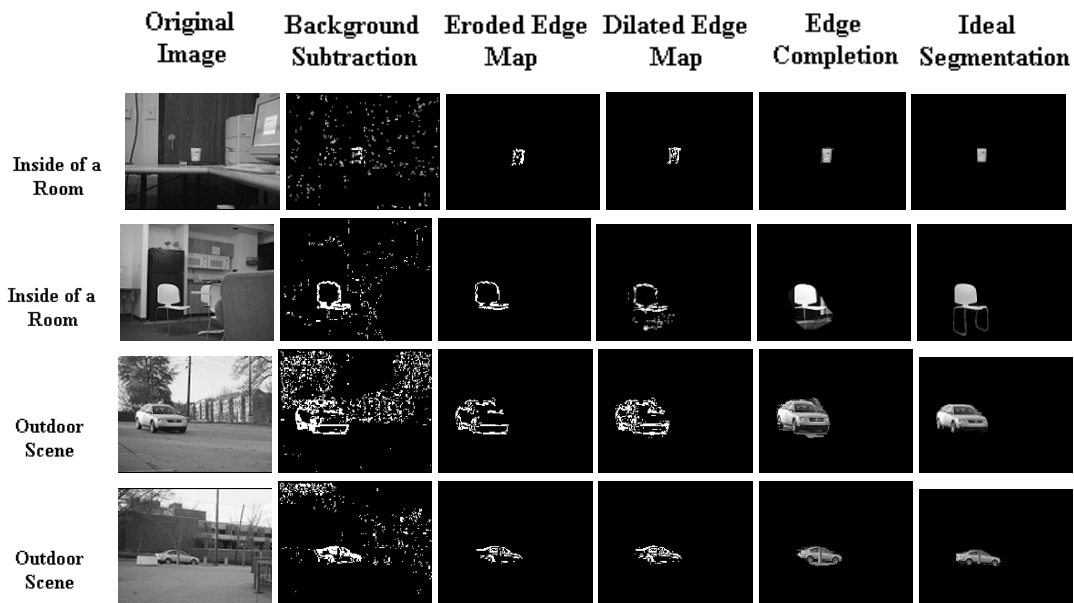 Original
Image
Background
Subtraction
Eroded Edge
Map
Dilated Edge
Map
Edge
Completion
Ideal
Segmentation
Inside of a
Room
Inside of a
Room
Outdoor
Scene
Outdoor
Scene